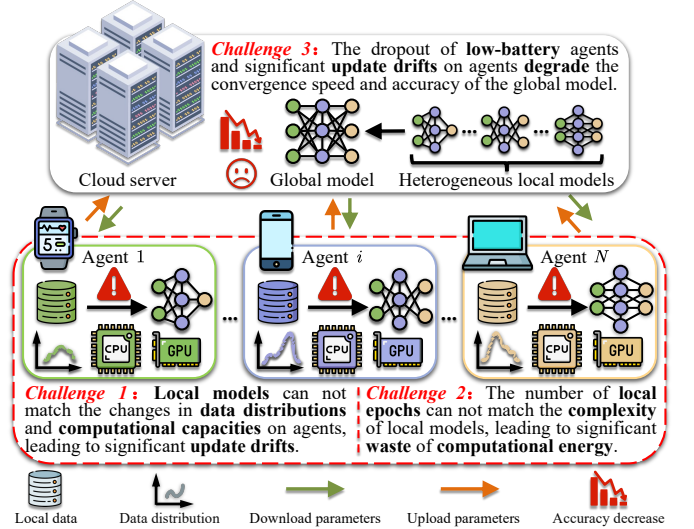 Challenge 3: The dropout of low-battery agents
and significant update drifts on agents degrade the
convergence speed and accuracy of the global model.
Cloud server
Global model
Heterogeneous local models
Agent 1
Agent i
Agent N
5
CPU
GPU
...
CPU
GPU
...
CPU
GPU
Challenge 1: Local models can not
match the changes in data distributions
and computational capacities on agents,
leading to significant update drifts.
Challenge 2: The number of local
epochs can not match the complexity
of local models, leading to significant
waste of computational energy.
Local data
Data distribution
Download parameters
Upload parameters
Accuracy decrease